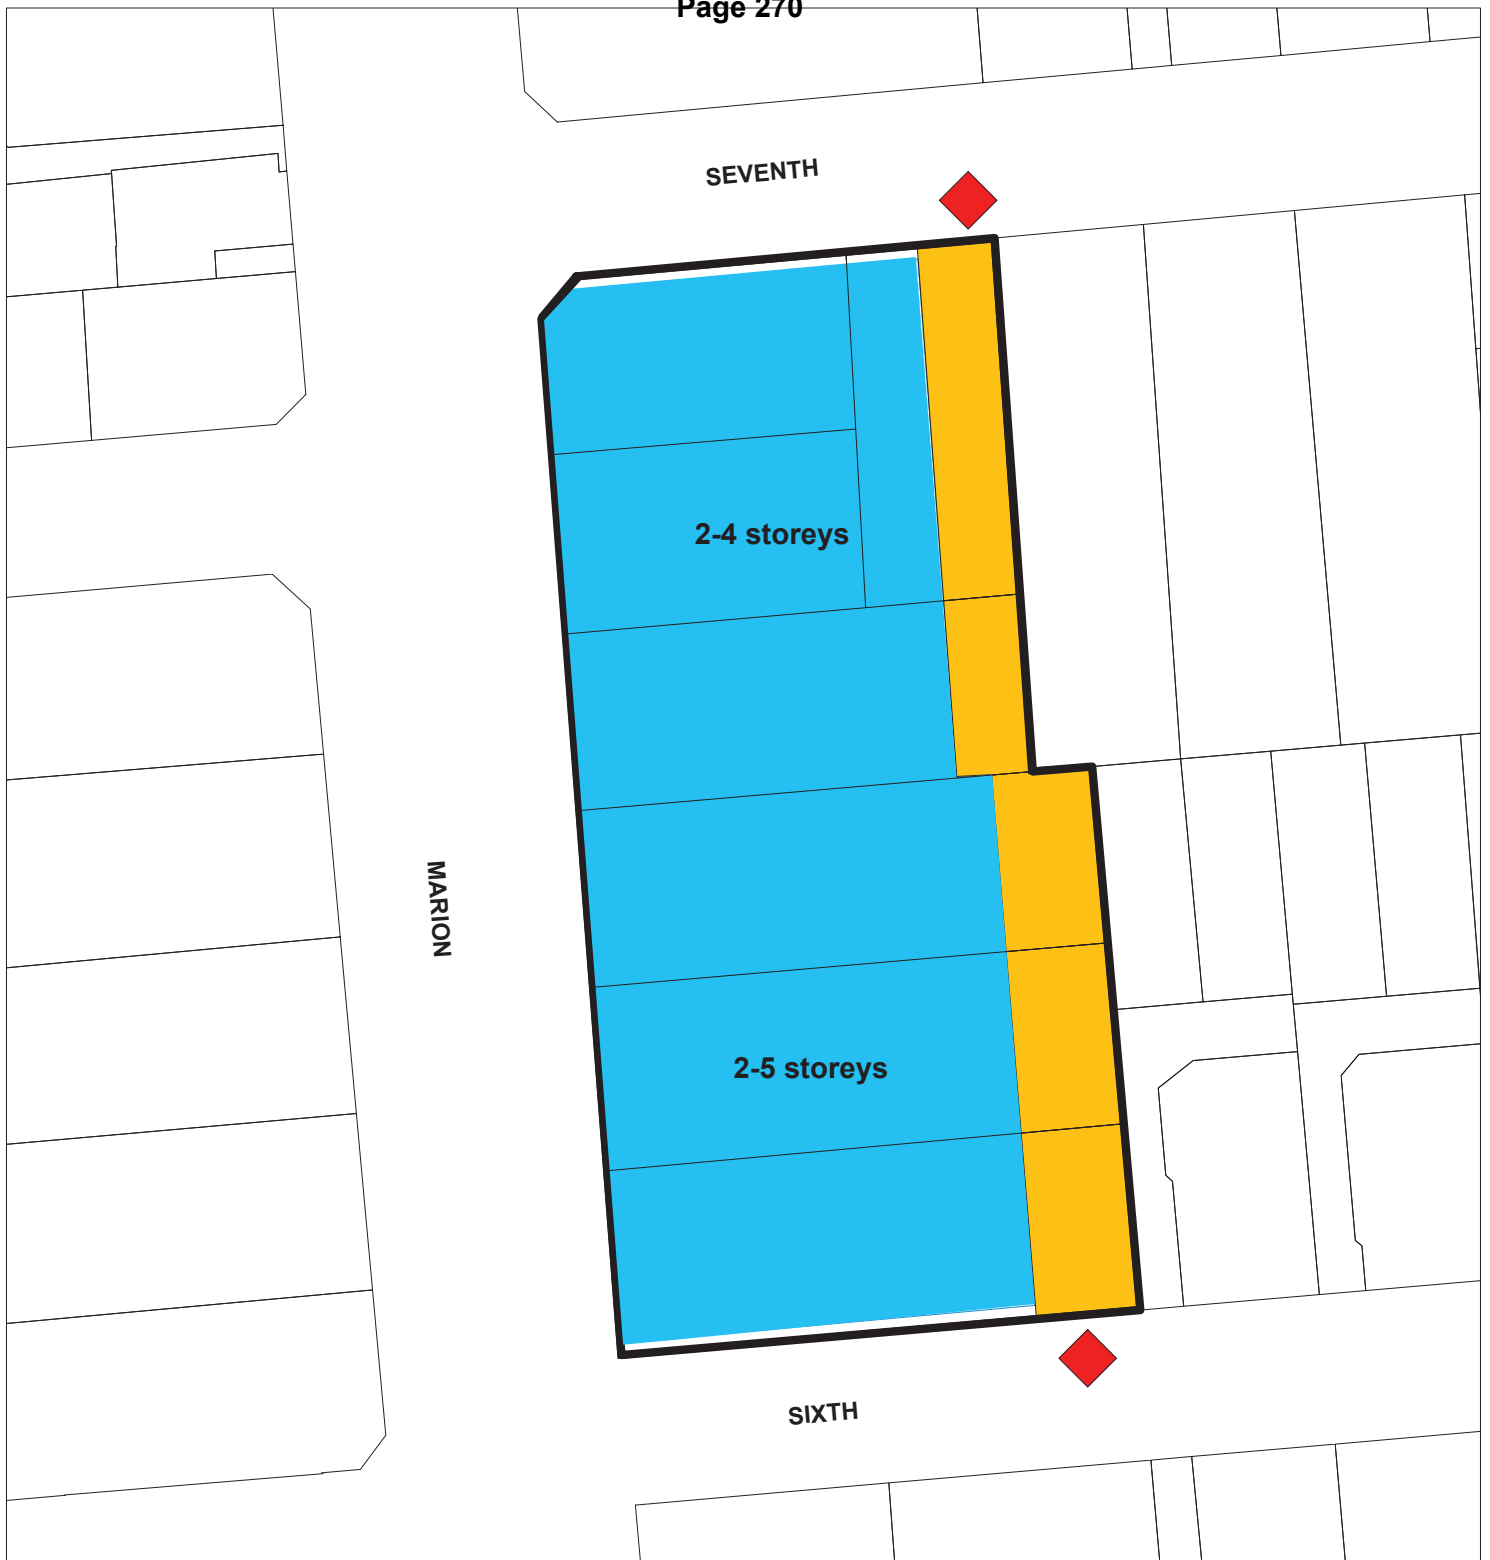 Page 270
SEVENTH
2-4 storeys
MARION
2-5 storeys
SIXTH